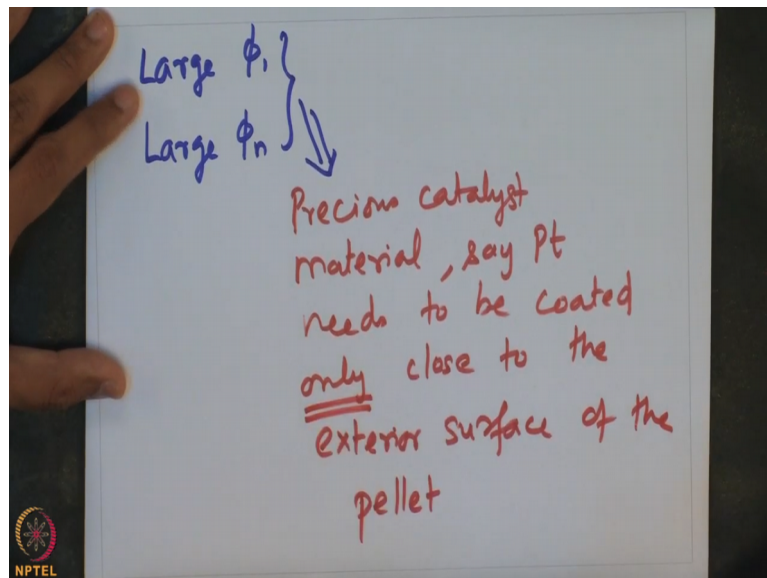 Large ϕ₁
Large ϕₙ
Precious catalyst
material, say Pt
needs to be coated
only close to the
exterior surface of the
pellet
NPTEL